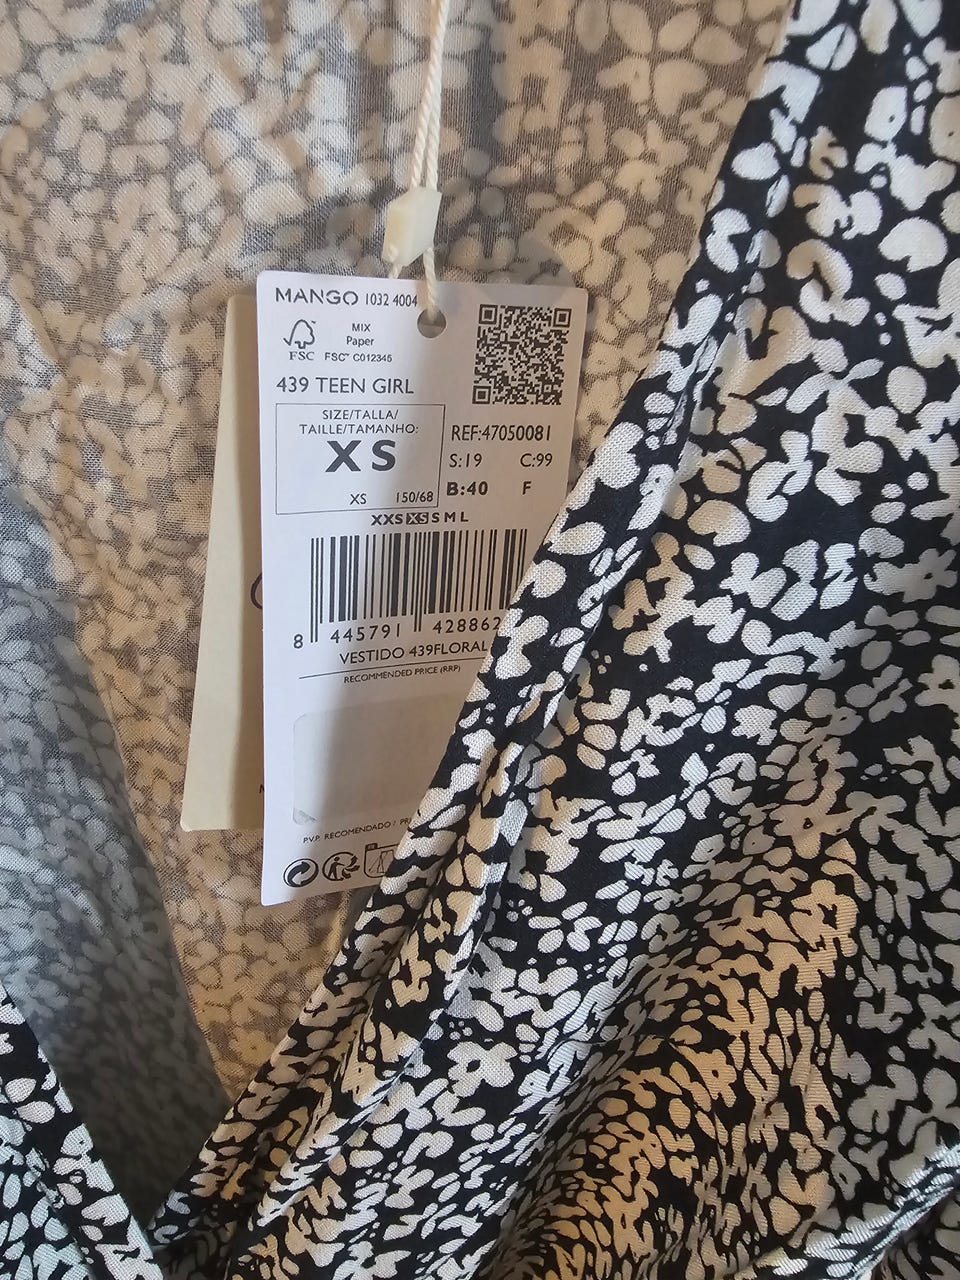 MANGO 1032 4004
MIX
Paper
FSC FSC™ C012345
439 TEEN GIRL
SIZE/TALLA/
TAILLE/TAMANHO:
XS
XS 150/68
REF:47050081
S:19 C:99
B:40 F
XXS XS S M L
8 445791 428862
VESTIDO 439FLORAL
RECOMMENDED PRICE (RRP)
P.V.P. RECOMENDADO